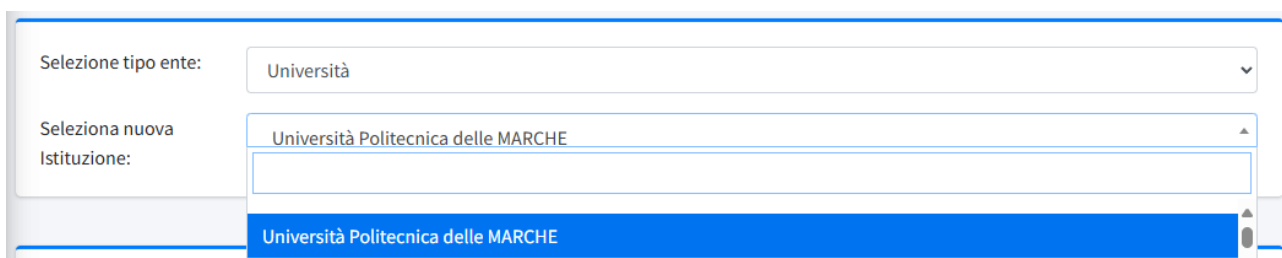 Selezione tipo ente:
Università
Seleziona nuova
Istituzione:
Università Politecnica delle MARCHE
Università Politecnica delle MARCHE